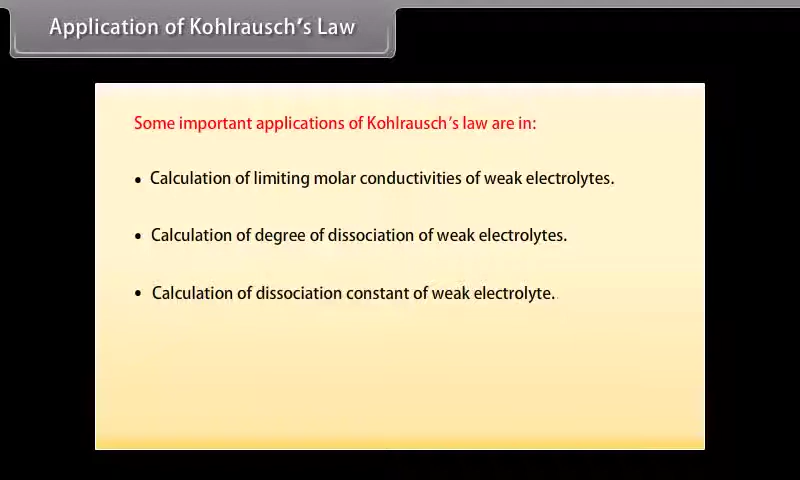 Application of Kohlrausch's Law
Some important applications of Kohlrausch's law are in:
• Calculation of limiting molar conductivities of weak electrolytes.
• Calculation of degree of dissociation of weak electrolytes.
• Calculation of dissociation constant of weak electrolyte.